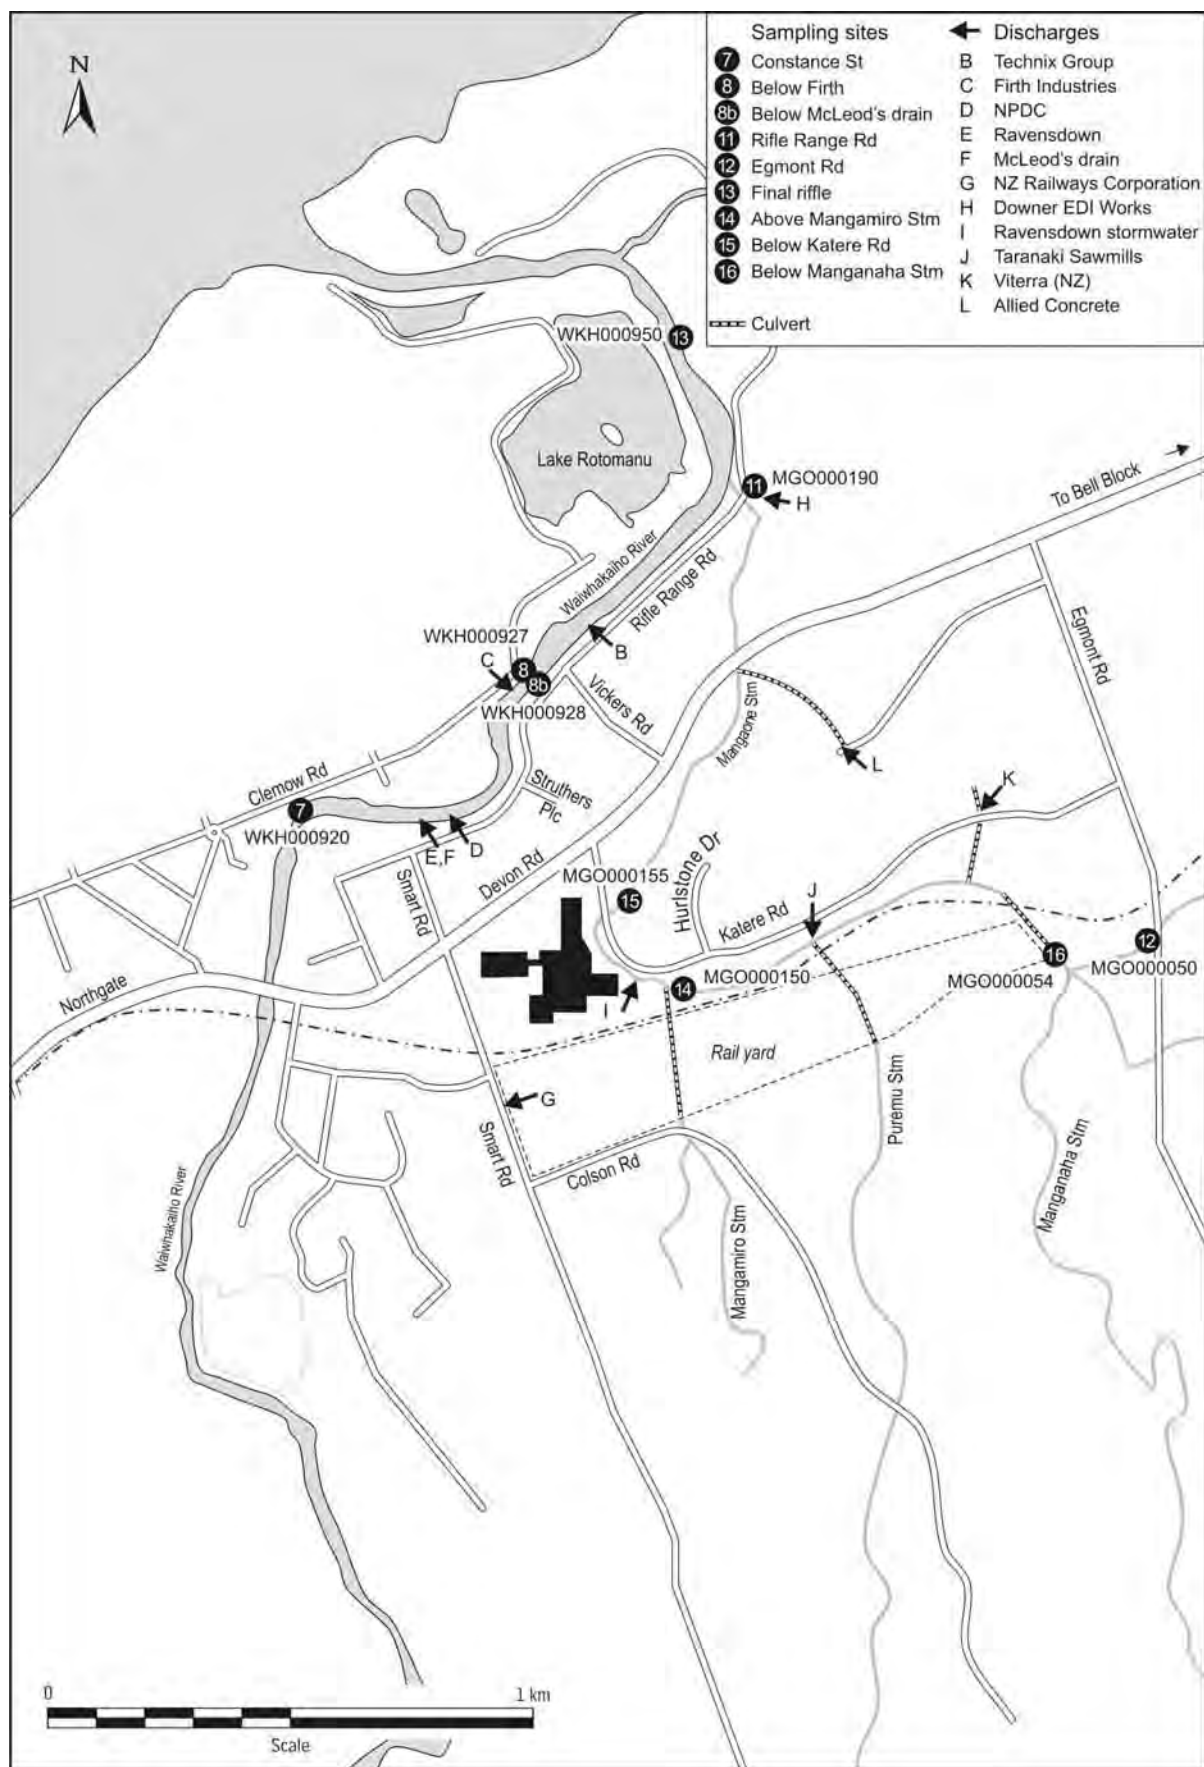 N
Sampling sites
7 Constance St
8 Below Firth
8b Below McLeod's drain
11 Rifle Range Rd
12 Egmont Rd
13 Final riffle
14 Above Mangamiro Stm
15 Below Katere Rd
16 Below Manganaha Stm
Culvert
Discharges
B Technix Group
C Firth Industries
D NPDC
E Ravensdown
F McLeod's drain
G NZ Railways Corporation
H Downer EDI Works
I Ravensdown stormwater
J Taranaki Sawmills
K Viterra (NZ)
L Allied Concrete
WKH000950 13
Lake Rotomanu
11 MGO000190
H
To Bell Block
Waiwhakaiho River
Rifle Range Rd
Egmont Rd
WKH000927
B
C
8
8b
WKH000928
Vickers Rd
Mangaone Stm
L
Clemow Rd
Struthers
Plc
K
7
WKH000920
E,F
D
Devon Rd
Smart Rd
MGO000155
15
Hurlstone Dr
J
Katere Rd
12
16
MGO000050
MGO000054
Northgate
MGO000150
14
I
Rail yard
G
Puremu Stm
Smart Rd
Colson Rd
Manganaha Stm
Waiwhakaiho River
Mangamiro Stm
0 1 km
Scale